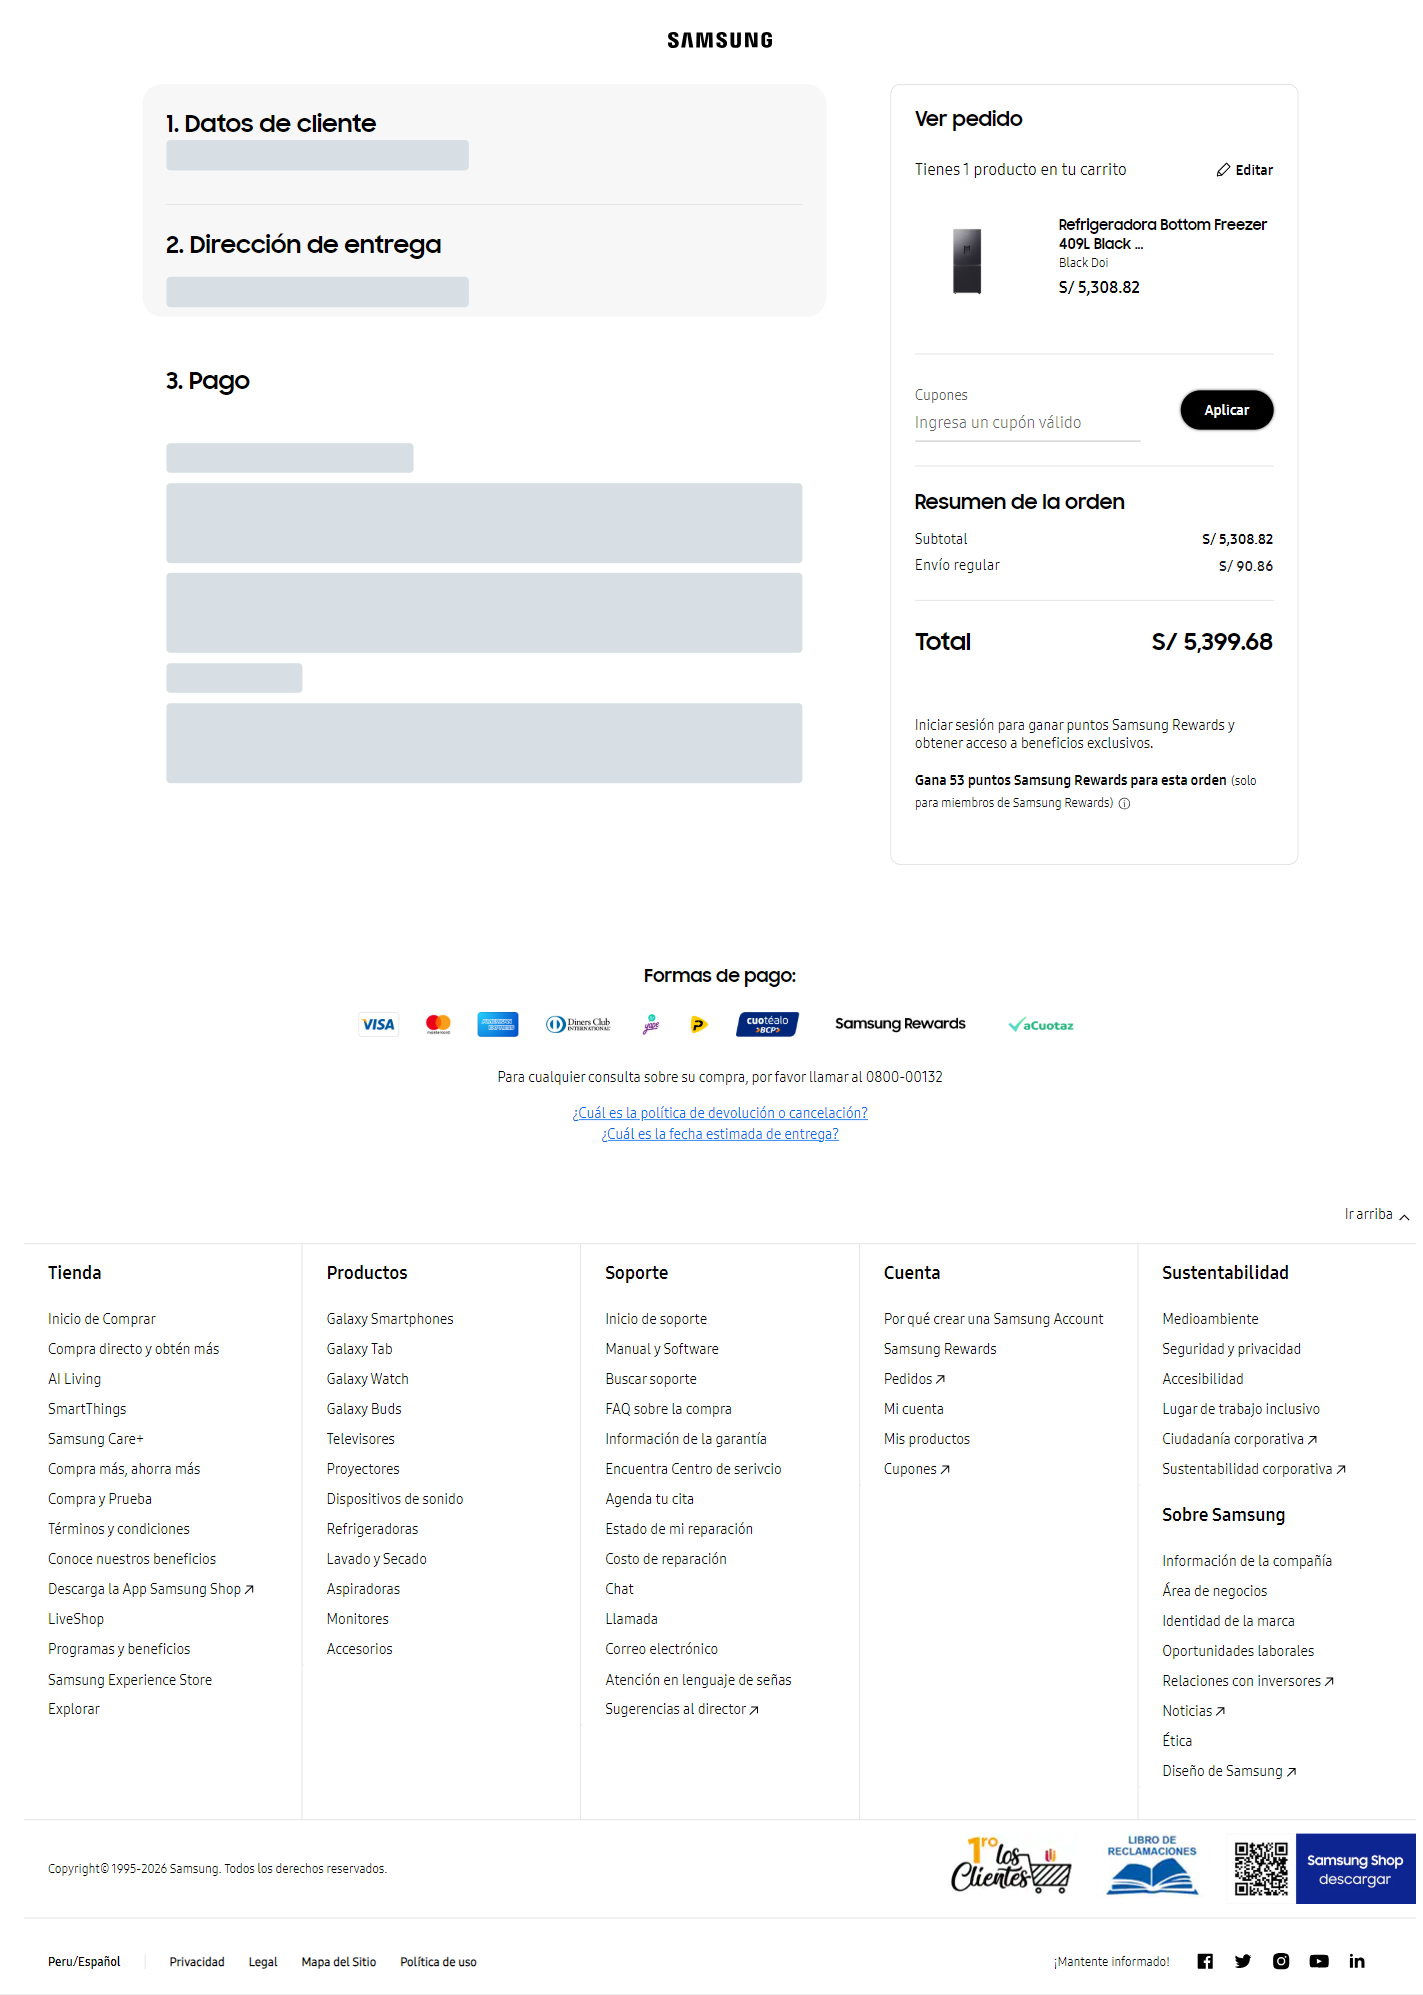 SAMSUNG
1. Datos de cliente
2. Dirección de entrega
3. Pago
Ver pedido
Tienes 1 producto en tu carrito
Editar
Refrigeradora Bottom Freezer
409L Black ...
Black Doi
S/ 5,308.82
Cupones
Ingresa un cupón válido
Aplicar
Resumen de la orden
Subtotal S/ 5,308.82
Envío regular S/ 90.86
Total S/ 5,399.68
Iniciar sesión para ganar puntos Samsung Rewards y
obtener acceso a beneficios exclusivos.
Gana 53 puntos Samsung Rewards para esta orden (solo
para miembros de Samsung Rewards)
Formas de pago:
VISA mastercard AMERICAN EXPRESS Diners Club INTERNATIONAL yape P cuotéalo BCP Samsung Rewards aCuotaz
Para cualquier consulta sobre su compra, por favor llamar al 0800-00132
¿Cuál es la política de devolución o cancelación?
¿Cuál es la fecha estimada de entrega?
Ir arriba
Tienda
Inicio de Comprar
Compra directo y obtén más
AI Living
SmartThings
Samsung Care+
Compra más, ahorra más
Compra y Prueba
Términos y condiciones
Conoce nuestros beneficios
Descarga la App Samsung Shop
LiveShop
Programas y beneficios
Samsung Experience Store
Explorar
Productos
Galaxy Smartphones
Galaxy Tab
Galaxy Watch
Galaxy Buds
Televisores
Proyectores
Dispositivos de sonido
Refrigeradoras
Lavado y Secado
Aspiradoras
Monitores
Accesorios
Soporte
Inicio de soporte
Manual y Software
Buscar soporte
FAQ sobre la compra
Información de la garantía
Encuentra Centro de serivcio
Agenda tu cita
Estado de mi reparación
Costo de reparación
Chat
Llamada
Correo electrónico
Atención en lenguaje de señas
Sugerencias al director
Cuenta
Por qué crear una Samsung Account
Samsung Rewards
Pedidos
Mi cuenta
Mis productos
Cupones
Sustentabilidad
Medioambiente
Seguridad y privacidad
Accesibilidad
Lugar de trabajo inclusivo
Ciudadanía corporativa
Sustentabilidad corporativa
Sobre Samsung
Información de la compañía
Área de negocios
Identidad de la marca
Oportunidades laborales
Relaciones con inversores
Noticias
Ética
Diseño de Samsung
Copyright© 1995-2026 Samsung. Todos los derechos reservados.
1ro los Clientes
LIBRO DE
RECLAMACIONES
Samsung Shop
descargar
Peru/Español
Privacidad
Legal
Mapa del Sitio
Política de uso
¡Mantente informado!